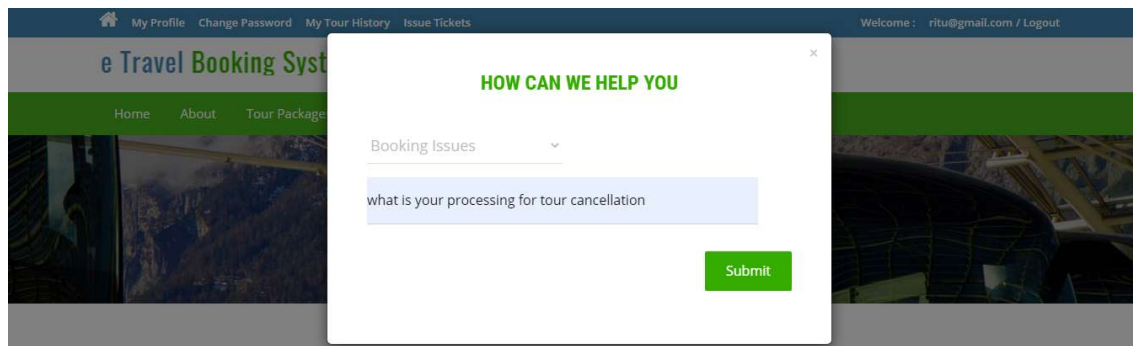 My Profile Change Password My Tour History Issue Tickets Welcome : ritu@gmail.com / Logout
e Travel Booking Syst
×
HOW CAN WE HELP YOU
Home About Tour Package
Booking Issues
what is your processing for tour cancellation
Submit